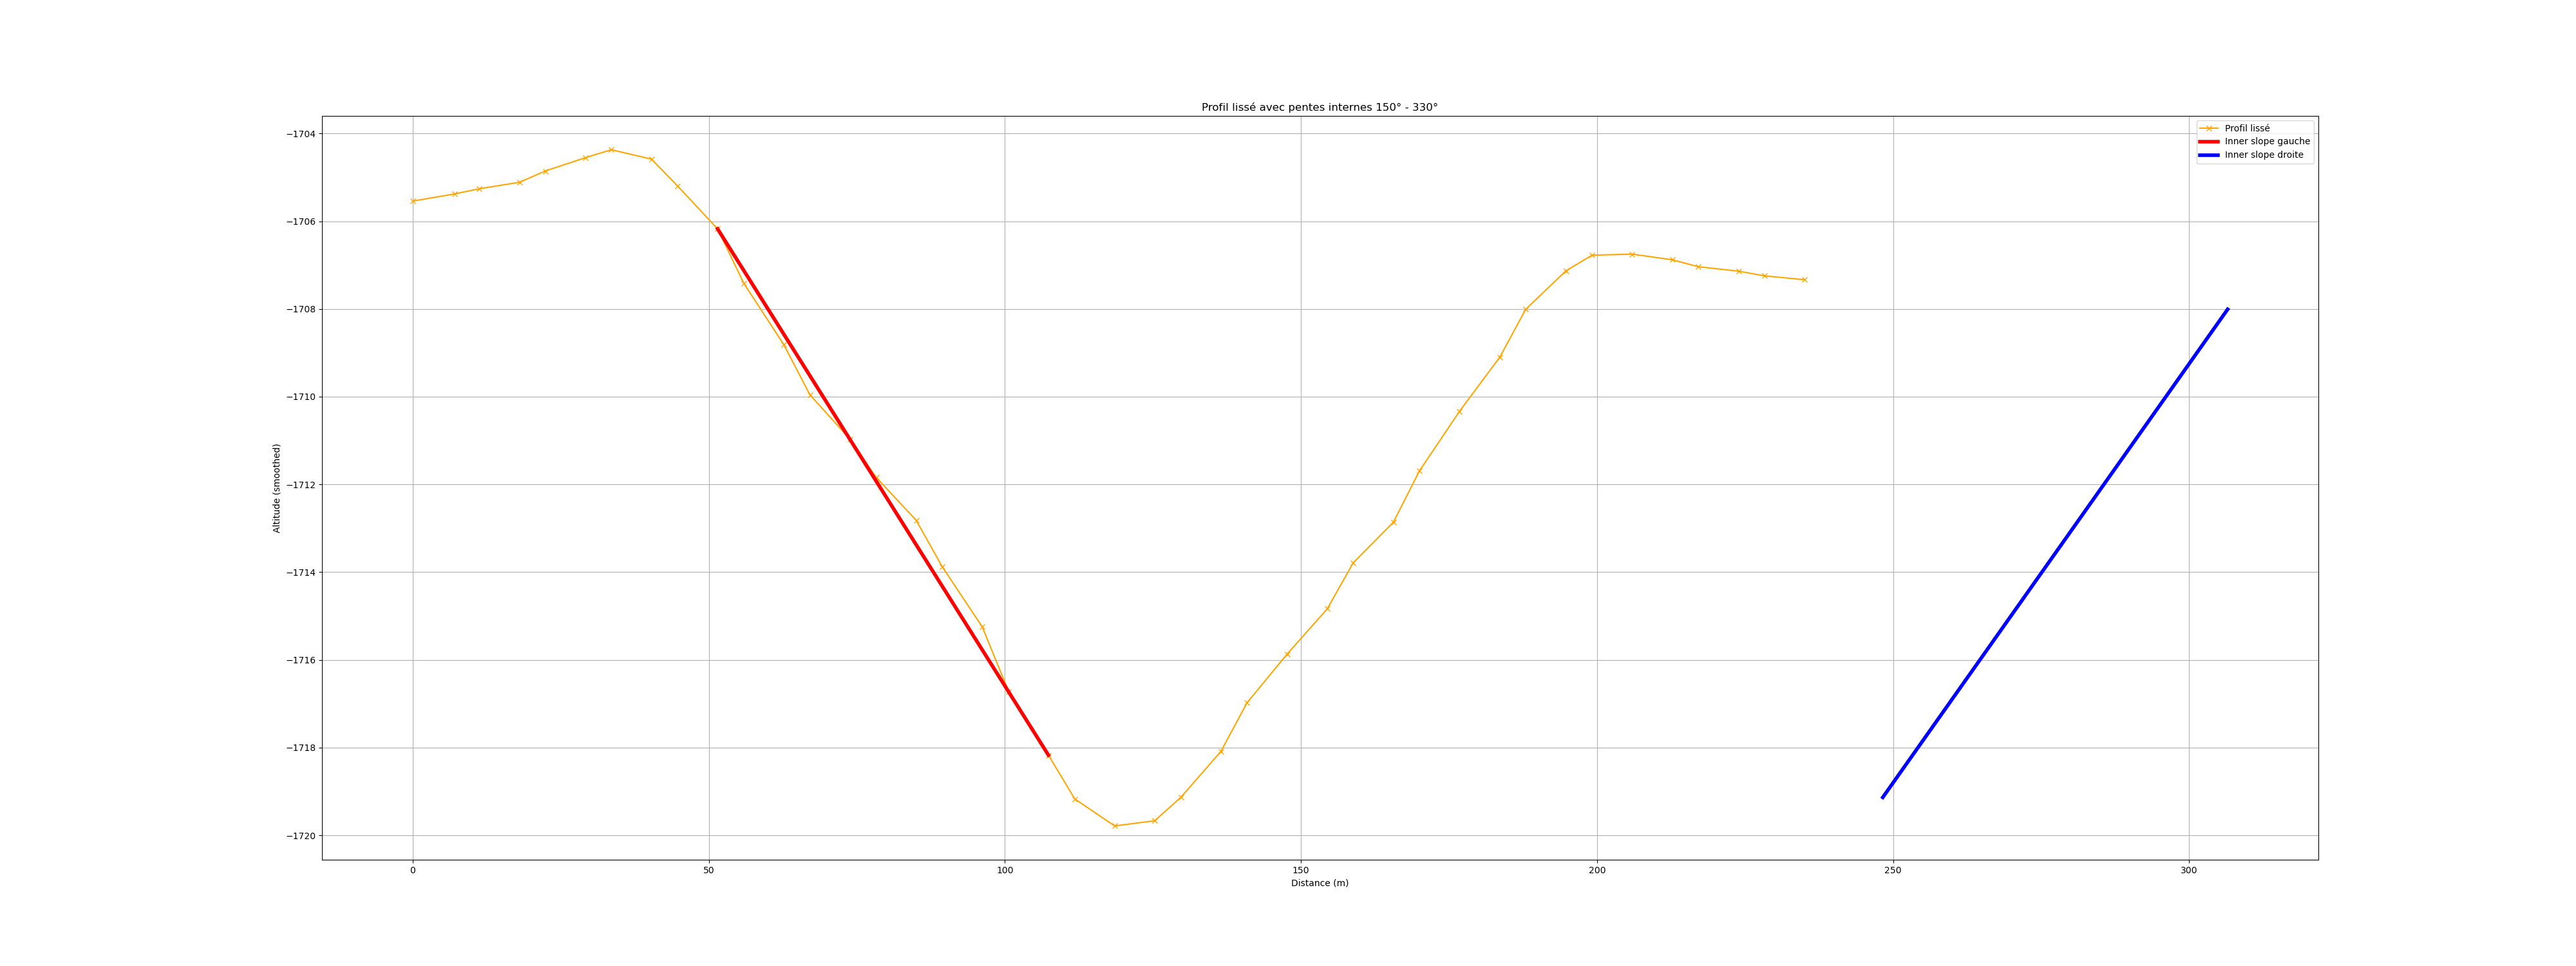 Profil lissé avec pentes internes 150° - 330°
Profil lissé
Inner slope gauche
Inner slope droite
−1704
−1706
−1708
−1710
−1712
−1714
−1716
−1718
−1720
Altitude (smoothed)
0 50 100 150 200 250 300
Distance (m)